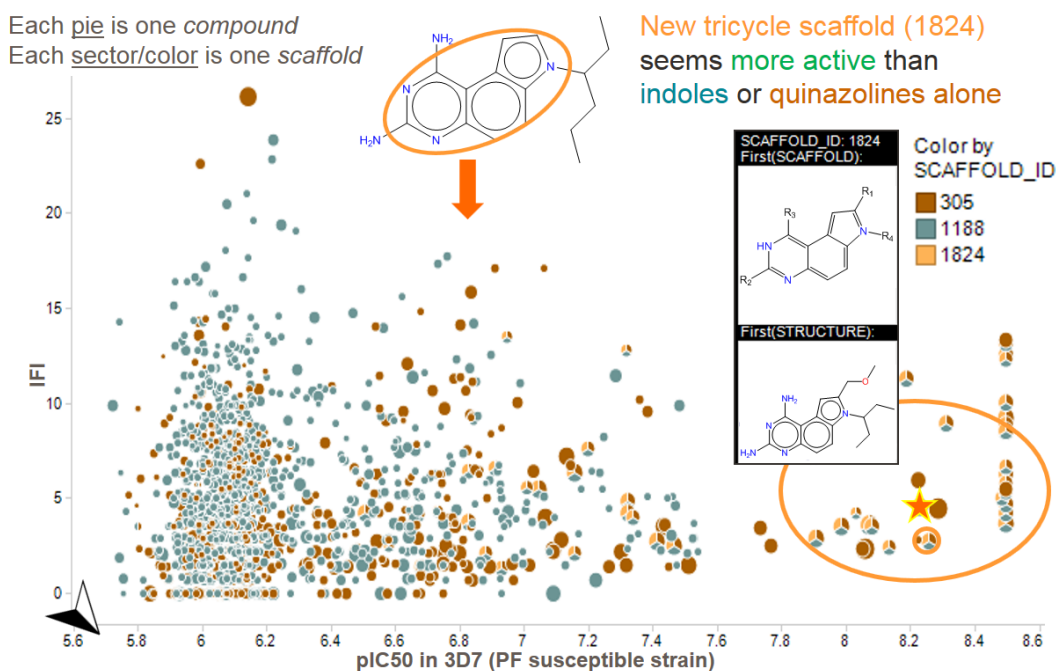 Each pie is one compound
Each sector/color is one scaffold
New tricycle scaffold (1824)
seems more active than
indoles or quinazolines alone
NH₂
N
N
H₂N
N
SCAFFOLD_ID: 1824
First(SCAFFOLD):
R₁
R₃
N
R₄
HN
R₂
N
First(STRUCTURE):
O
NH₂
N
N
H₂N
N
Color by
SCAFFOLD_ID
305
1188
1824
IFI
25
20
15
10
5
0
5.6
5.8
6
6.2
6.4
6.6
6.8
7
7.2
7.4
7.6
8
8.2
8.4
8.6
pIC50 in 3D7 (PF susceptible strain)